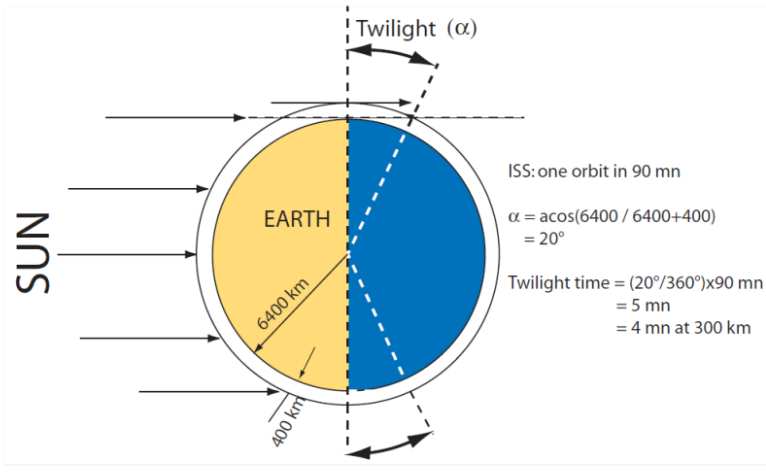 Twilight (α)
SUN
EARTH
6400 km
400 km
ISS: one orbit in 90 mn
α = acos(6400 / 6400+400)
= 20°
Twilight time = (20°/360°)x90 mn
= 5 mn
= 4 mn at 300 km